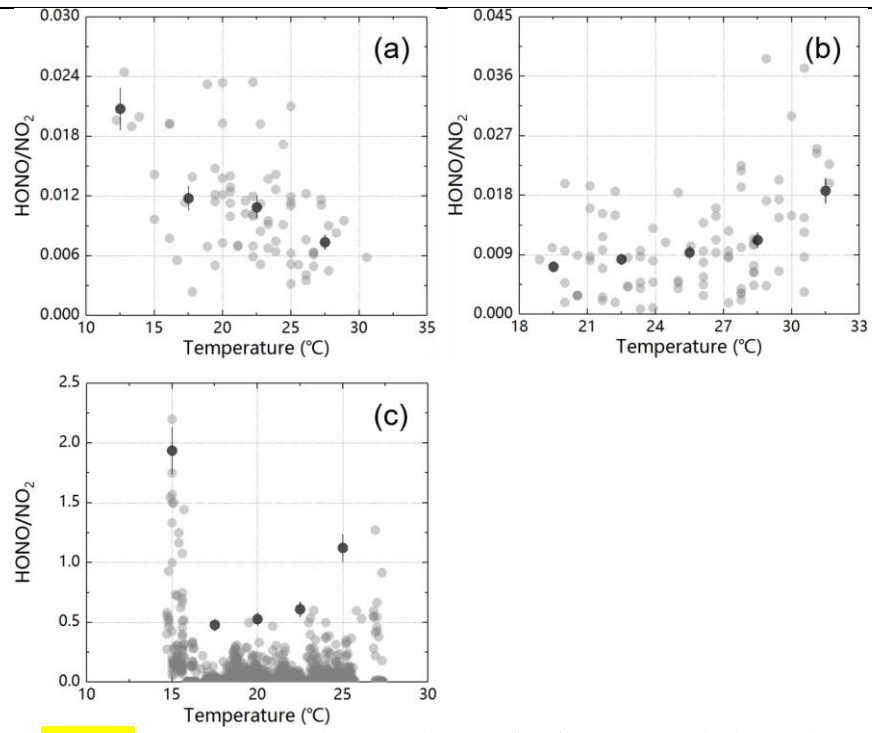 0.030
0.024
0.018
0.012
0.006
0.000
HONO/NO₂
(a)
10 15 20 25 30 35
Temperature (℃)
0.045
0.036
0.027
0.018
0.009
0.000
HONO/NO₂
(b)
18 21 24 27 30 33
Temperature (℃)
2.5
2.0
1.5
1.0
0.5
0.0
HONO/NO₂
(c)
10 15 20 25 30
Temperature (℃)